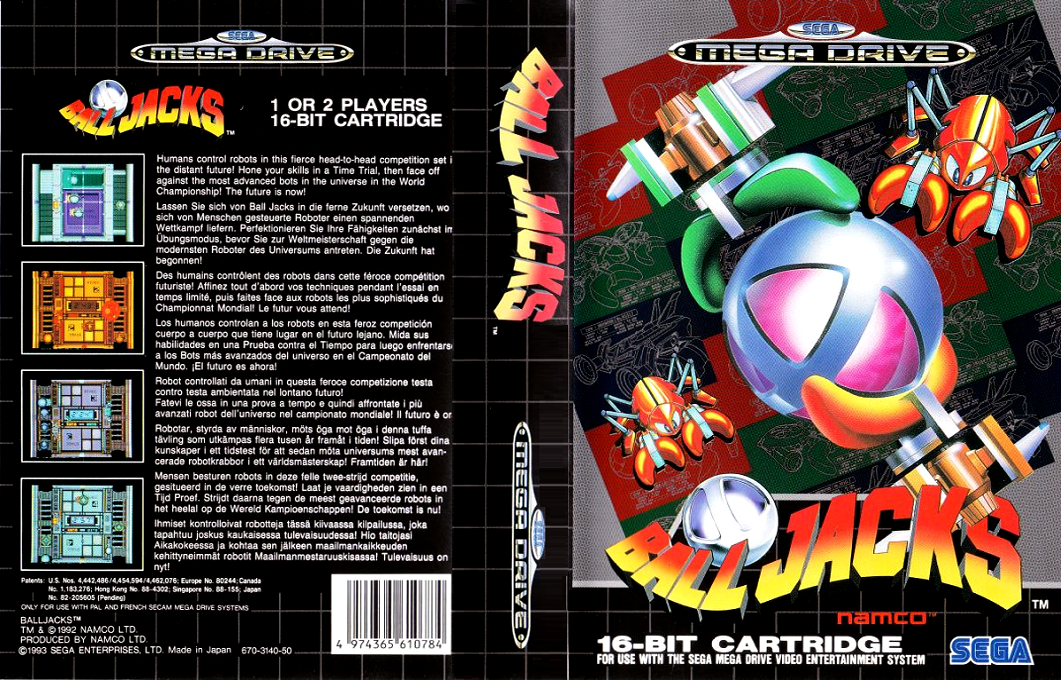 SEGA
MEGA DRIVE
BALL JACKS™
1 OR 2 PLAYERS
16-BIT CARTRIDGE
Humans control robots in this fierce head-to-head competition set i
the distant future! Hone your skills in a Time Trial, then face off
against the most advanced bots in the universe in the World
Championship! The future is now!
Lassen Sie sich von Ball Jacks in die ferne Zukunft versetzen, wo
sich von Menschen gesteuerte Roboter einen spannenden
Wettkampf liefern. Perfektionieren Sie Ihre Fähigkeiten zunächst im
Übungsmodus, bevor Sie zur Weltmeisterschaft gegen die
modernsten Roboter des Universums antreten. Die Zukunft hat
begonnen!
Des humains contrôlent des robots dans cette féroce compétition
futuriste! Affinez tout d'abord vos techniques pendant l'essai en
temps limité, puis faites face aux robots les plus sophistiqués du
Championnat Mondial! Le futur vous attend!
Los humanos controlan a los robots en esta feroz competición
cuerpo a cuerpo que tiene lugar en el futuro lejano. Mida sus
habilidades en una Prueba contra el Tiempo para luego enfrentarse
a los Bots más avanzados del universo en el Campeonato del
Mundo. ¡El futuro es ahora!
Robot controllati da umani in questa feroce competizione testa
contro testa ambientata nel lontano futuro!
Fatevi le ossa in una prova a tempo e quindi affrontate i più
avanzati robot dell'universo nel campionato mondiale! Il futuro è or
Robotar, styrda av människor, möts öga mot öga i denna tuffa
tävling som utkämpas flera tusen år framåt i tiden! Slipa först dina
kunskaper i ett tidstest för att sedan möta universums mest avan-
cerade robotkrabbor i ett världsmästerskap! Framtiden är här!
Mensen besturen robots in deze felle twee-strijd competitie,
gesitueerd in de verre toekomst! Laat je vaardigheden zien in een
Tijd Proef. Strijdt daarna tegen de meest geavanceerde robots in
het heelal op de Wereld Kampioenschappen! De toekomst is nu!
Ihmiset kontrolloivat robotteja tässä kiivaassa kilpailussa, joka
tapahtuu joskus kaukaisessa tulevaisuudessa! Hio taitojasi
Aikakokeessa ja kohtaa sen jälkeen maailmankaikkeuden
kehittyneimmät robotit Maailmanmestaruuskisassa! Tulevaisuus on
nyt!
Patents: U.S. Nos. 4,442,486/4,454,594/4,462,076; Europe No. 80244; Canada
No. 1,183,276; Hong Kong No. 88-4302; Singapore No. 88-155; Japan
No. 82-205605 (Pending)
ONLY FOR USE WITH PAL AND FRENCH SECAM MEGA DRIVE SYSTEMS
BALLJACKS™
TM & ©1992 NAMCO LTD.
PRODUCED BY NAMCO LTD.
©1993 SEGA ENTERPRISES, LTD. Made in Japan 670-3140-50
4 974365 610784
BALL JACKS™
SEGA
MEGA DRIVE
SEGA
MEGA DRIVE
BALL JACKS™
namco™
16-BIT CARTRIDGE
FOR USE WITH THE SEGA MEGA DRIVE VIDEO ENTERTAINMENT SYSTEM
SEGA